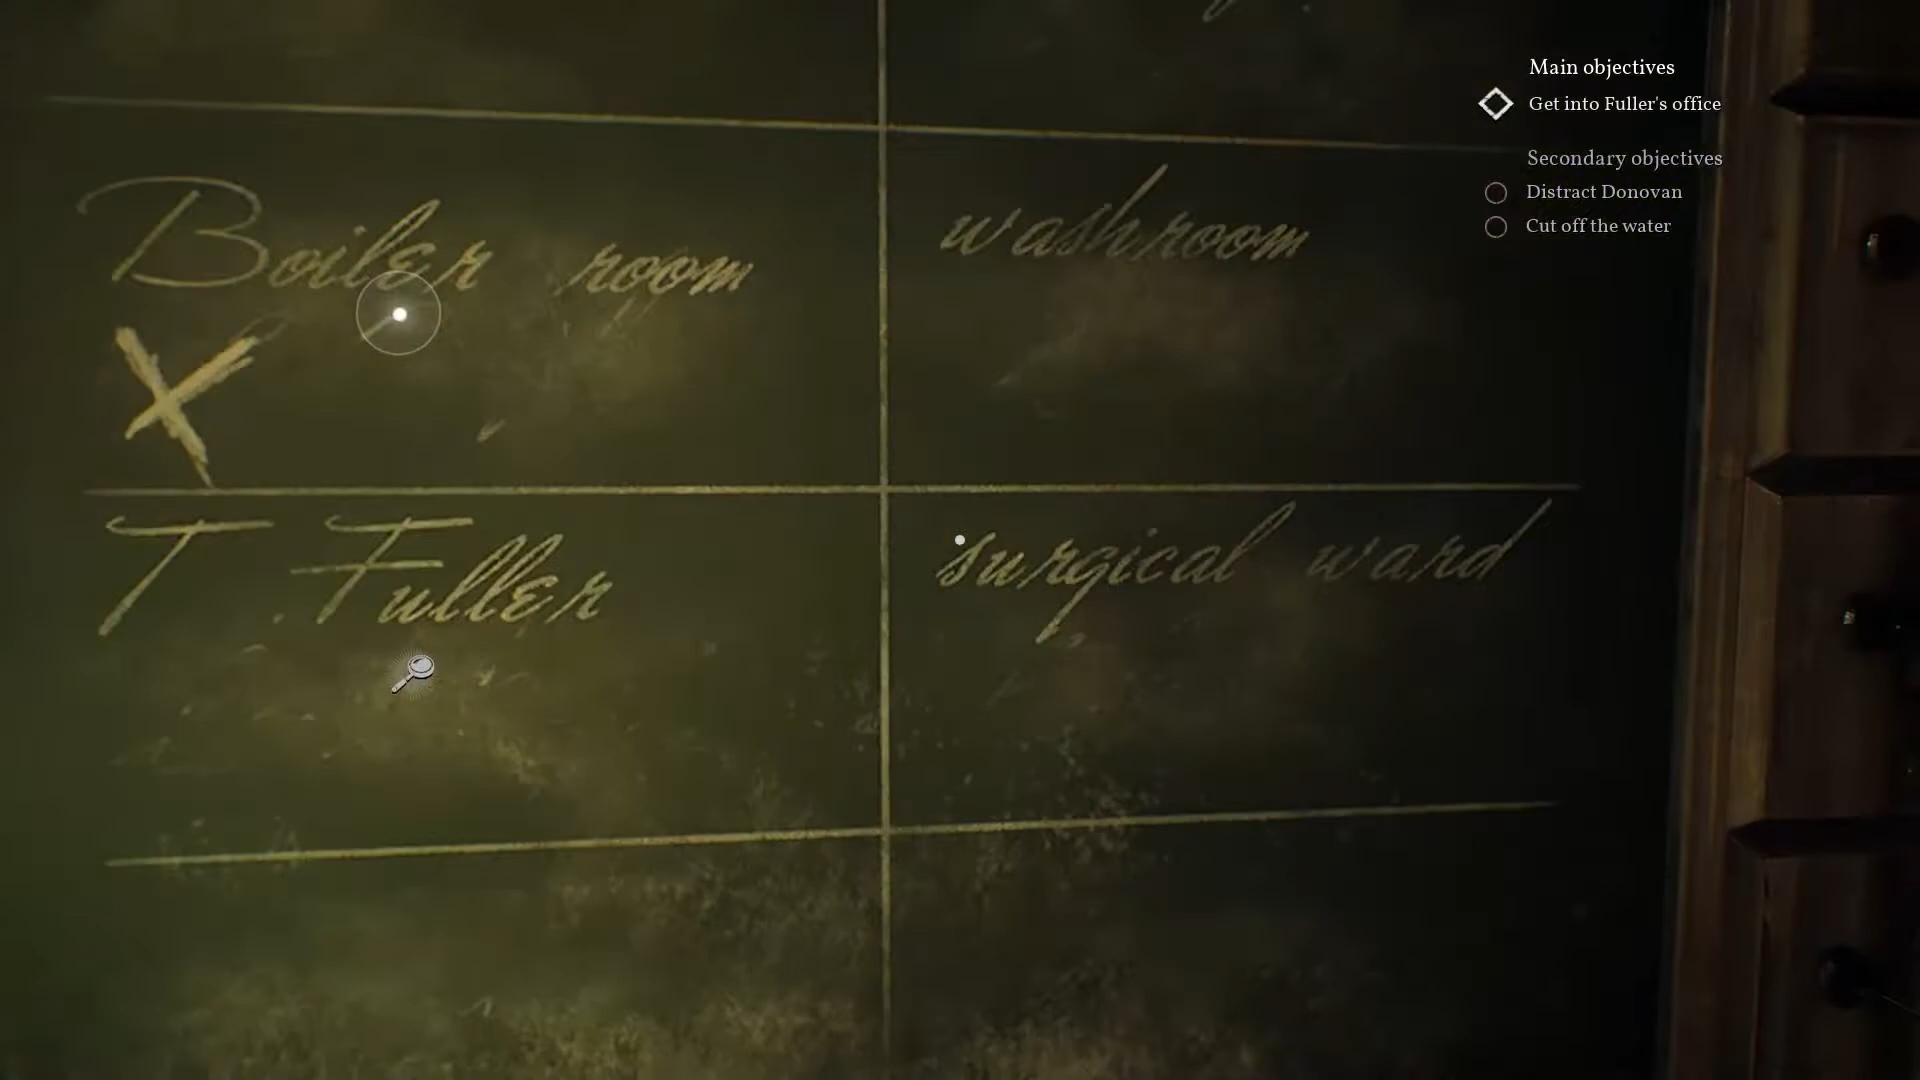 Main objectives
Get into Fuller's office
Secondary objectives
Distract Donovan
Cut off the water
Boiler room
washroom
X
T. Fuller
surgical ward